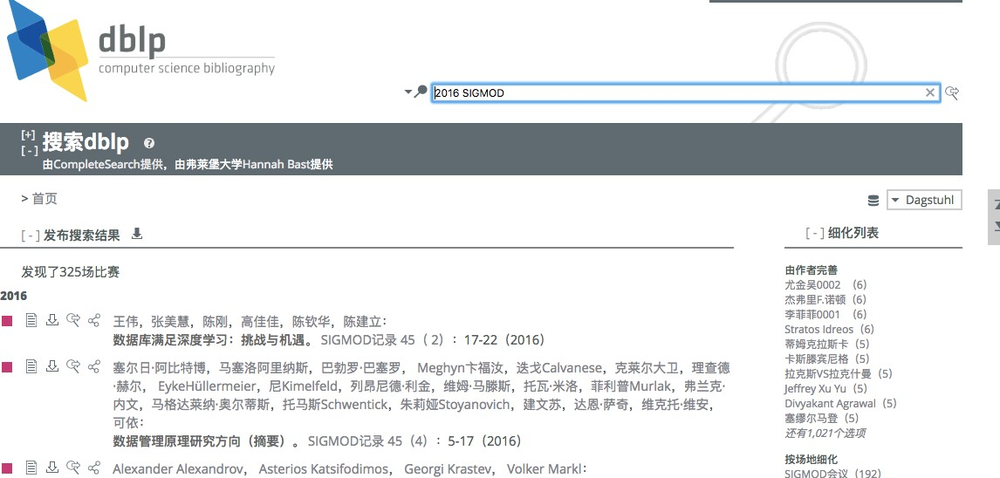 dblp
computer science bibliography
2016 SIGMOD
[+]
[-] 搜索dblp
由CompleteSearch提供，由弗莱堡大学Hannah Bast提供
> 首页
Dagstuhl
[-] 发布搜索结果
发现了325场比赛
2016
王伟，张美慧，陈刚，高佳佳，陈钦华，陈建立：
数据库满足深度学习：挑战与机遇。 SIGMOD记录 45（ 2）：17-22（2016）
塞尔日·阿比特博，马塞洛阿里纳斯，巴勃罗·巴塞罗， Meghyn卞福汝，迭戈Calvanese，克莱尔大卫，理查德
·赫尔， EykeHüllermeier，尼Kimelfeld，列昂尼德·利金，维姆·马滕斯，托瓦·米洛，菲利普Murlak，弗兰克·
内文，马格达莱纳·奥尔蒂斯，托马斯Schwentick，朱莉娅Stoyanovich，建文苏，达恩·萨奇，维克托·维安，
可依：
数据管理原理研究方向（摘要）。 SIGMOD记录 45（4）：5-17（2016）
Alexander Alexandrov， Asterios Katsifodimos， Georgi Krastev， Volker Markl：
[-] 细化列表
由作者完善
尤金吴0002 （6）
杰弗里F.诺顿（6）
李菲菲0001 （6）
Stratos Idreos（6）
蒂姆克拉斯卡（5）
卡斯滕宾尼格（5）
拉克斯VS拉克什曼（5）
Jeffrey Xu Yu（5）
Divyakant Agrawal（5）
塞缪尔马登（5）
还有1,021个选项
按场地细化
SIGMOD会议（192）